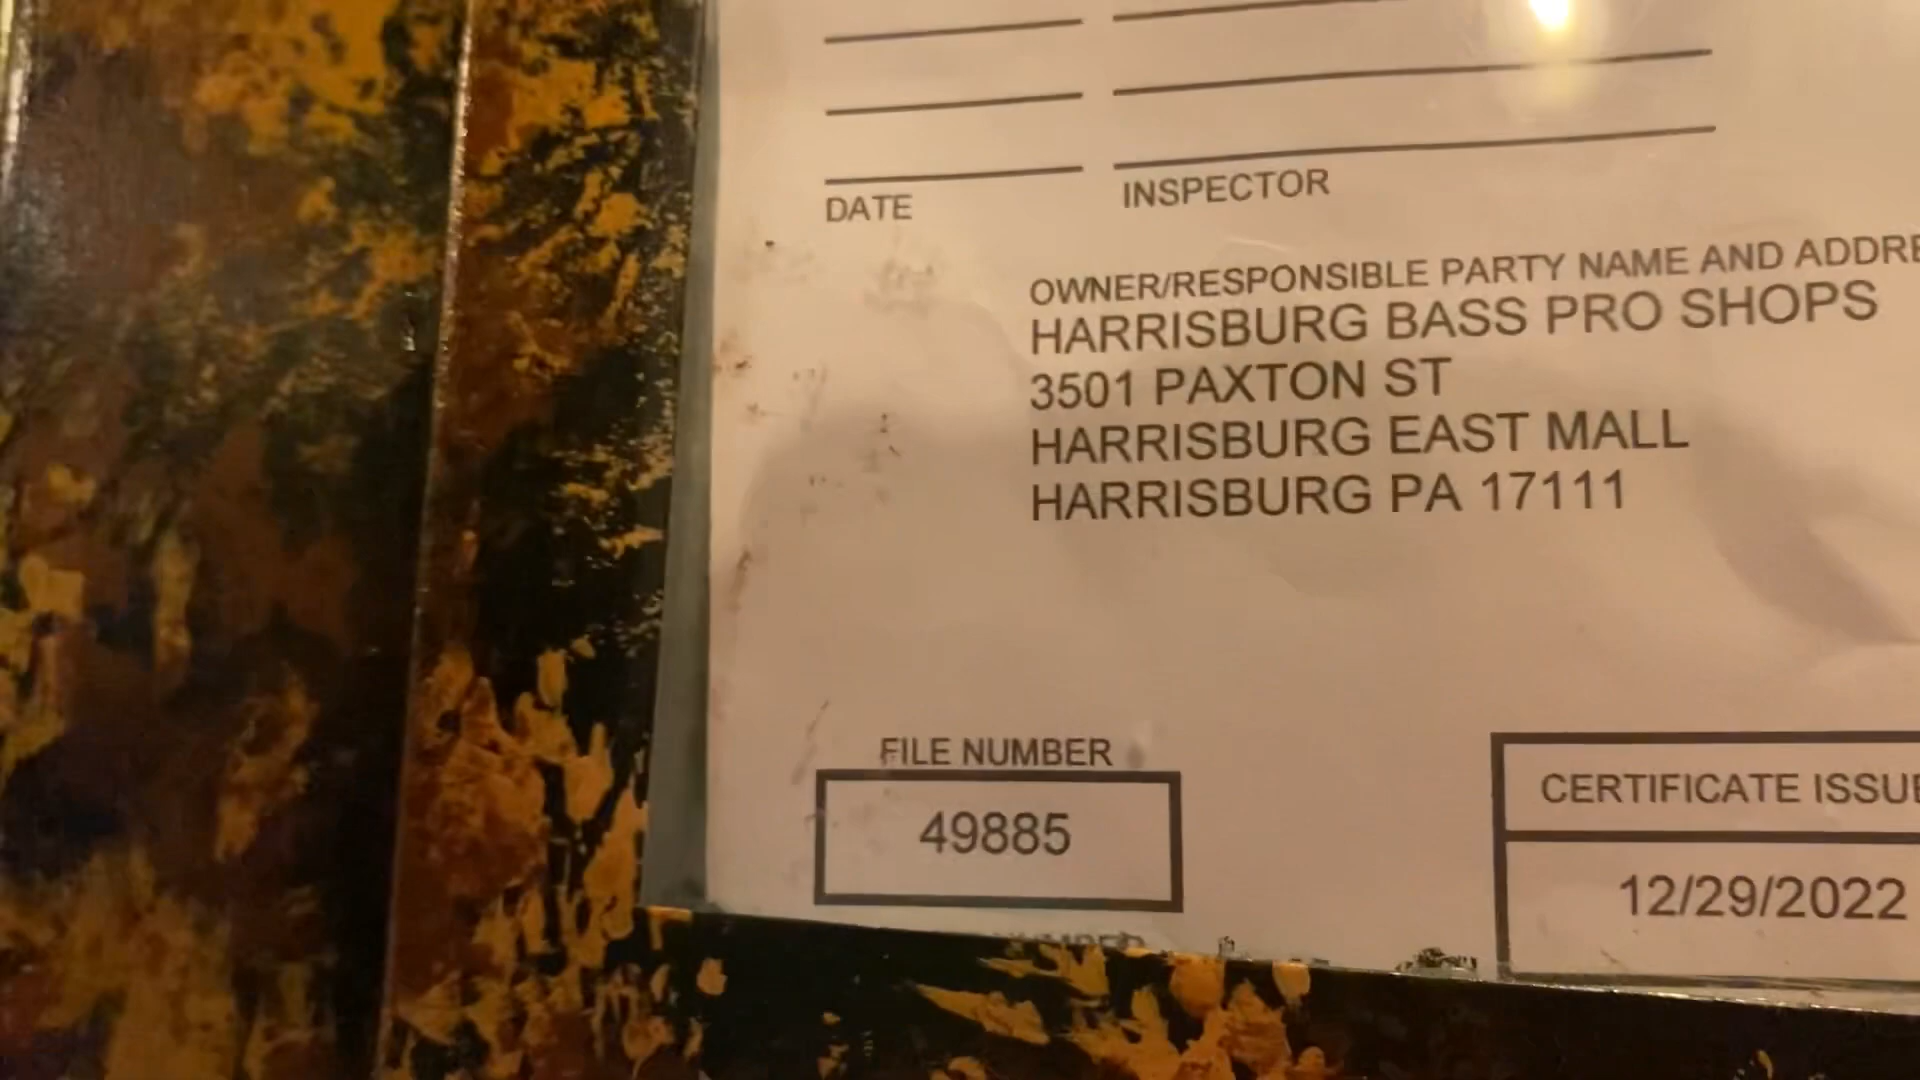 DATE
INSPECTOR
OWNER/RESPONSIBLE PARTY NAME AND ADDRE
HARRISBURG BASS PRO SHOPS
3501 PAXTON ST
HARRISBURG EAST MALL
HARRISBURG PA 17111
FILE NUMBER
49885
CERTIFICATE ISSUE
12/29/2022